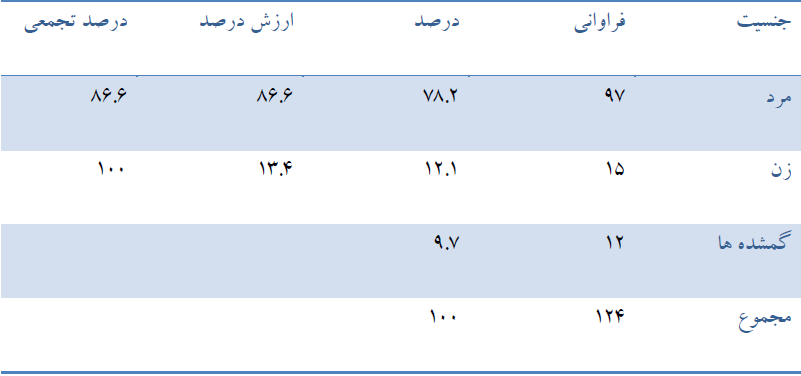 جنسیت فراوانی درصد ارزش درصد درصد تجمعی
مرد ۹۷ ۷۸.۲ ۸۶.۶ ۸۶.۶
زن ۱۵ ۱۲.۱ ۱۳.۴ ۱۰۰
گمشده ها ۱۲ ۹.۷
مجموع ۱۲۴ ۱۰۰